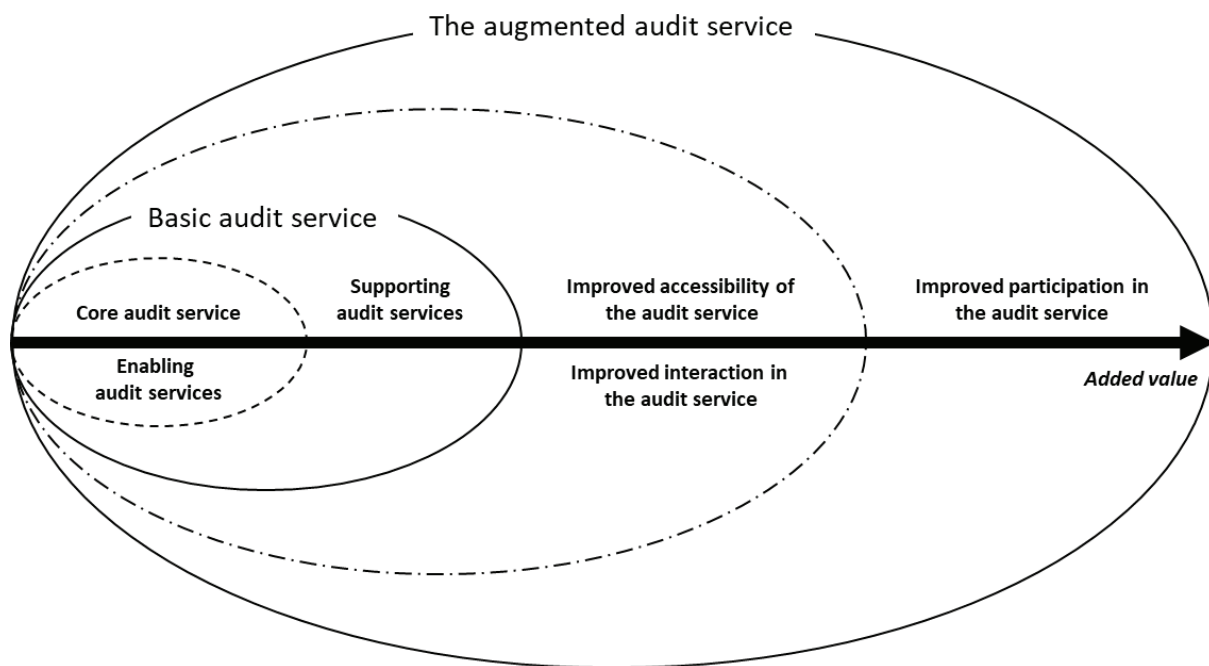 The augmented audit service
Basic audit service
Core audit service
Enabling
audit services
Supporting
audit services
Improved accessibility of
the audit service
Improved interaction in
the audit service
Improved participation in
the audit service
Added value